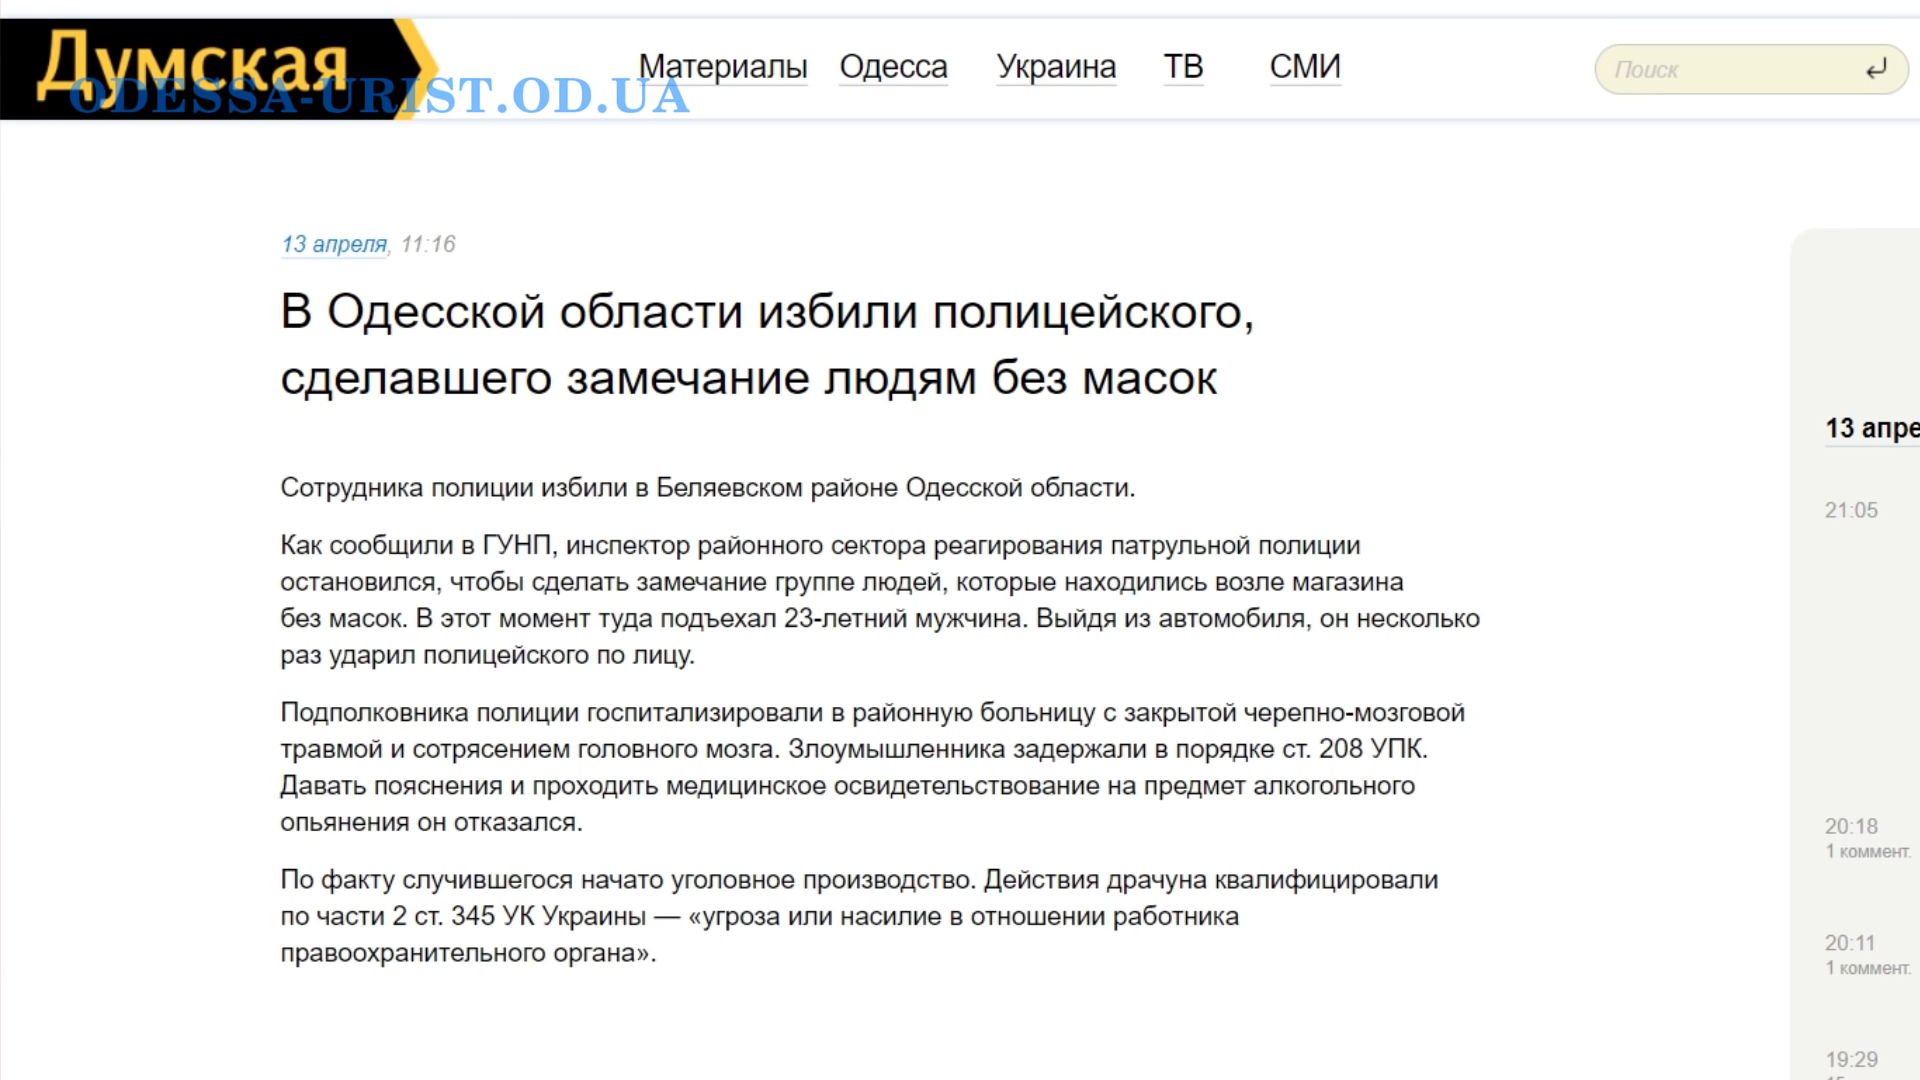 Думская
ODESSA-URIST.OD.UA
Материалы Одесса Украина ТВ СМИ
Поиск
13 апреля, 11:16
В Одесской области избили полицейского,
сделавшего замечание людям без масок
Сотрудника полиции избили в Беляевском районе Одесской области.
Как сообщили в ГУНП, инспектор районного сектора реагирования патрульной полиции
остановился, чтобы сделать замечание группе людей, которые находились возле магазина
без масок. В этот момент туда подъехал 23-летний мужчина. Выйдя из автомобиля, он несколько
раз ударил полицейского по лицу.
Подполковника полиции госпитализировали в районную больницу с закрытой черепно-мозговой
травмой и сотрясением головного мозга. Злоумышленника задержали в порядке ст. 208 УПК.
Давать пояснения и проходить медицинское освидетельствование на предмет алкогольного
опьянения он отказался.
По факту случившегося начато уголовное производство. Действия драчуна квалифицировали
по части 2 ст. 345 УК Украины — «угроза или насилие в отношении работника
правоохранительного органа».
13 апре
21:05
20:18
1 коммент.
20:11
1 коммент.
19:29